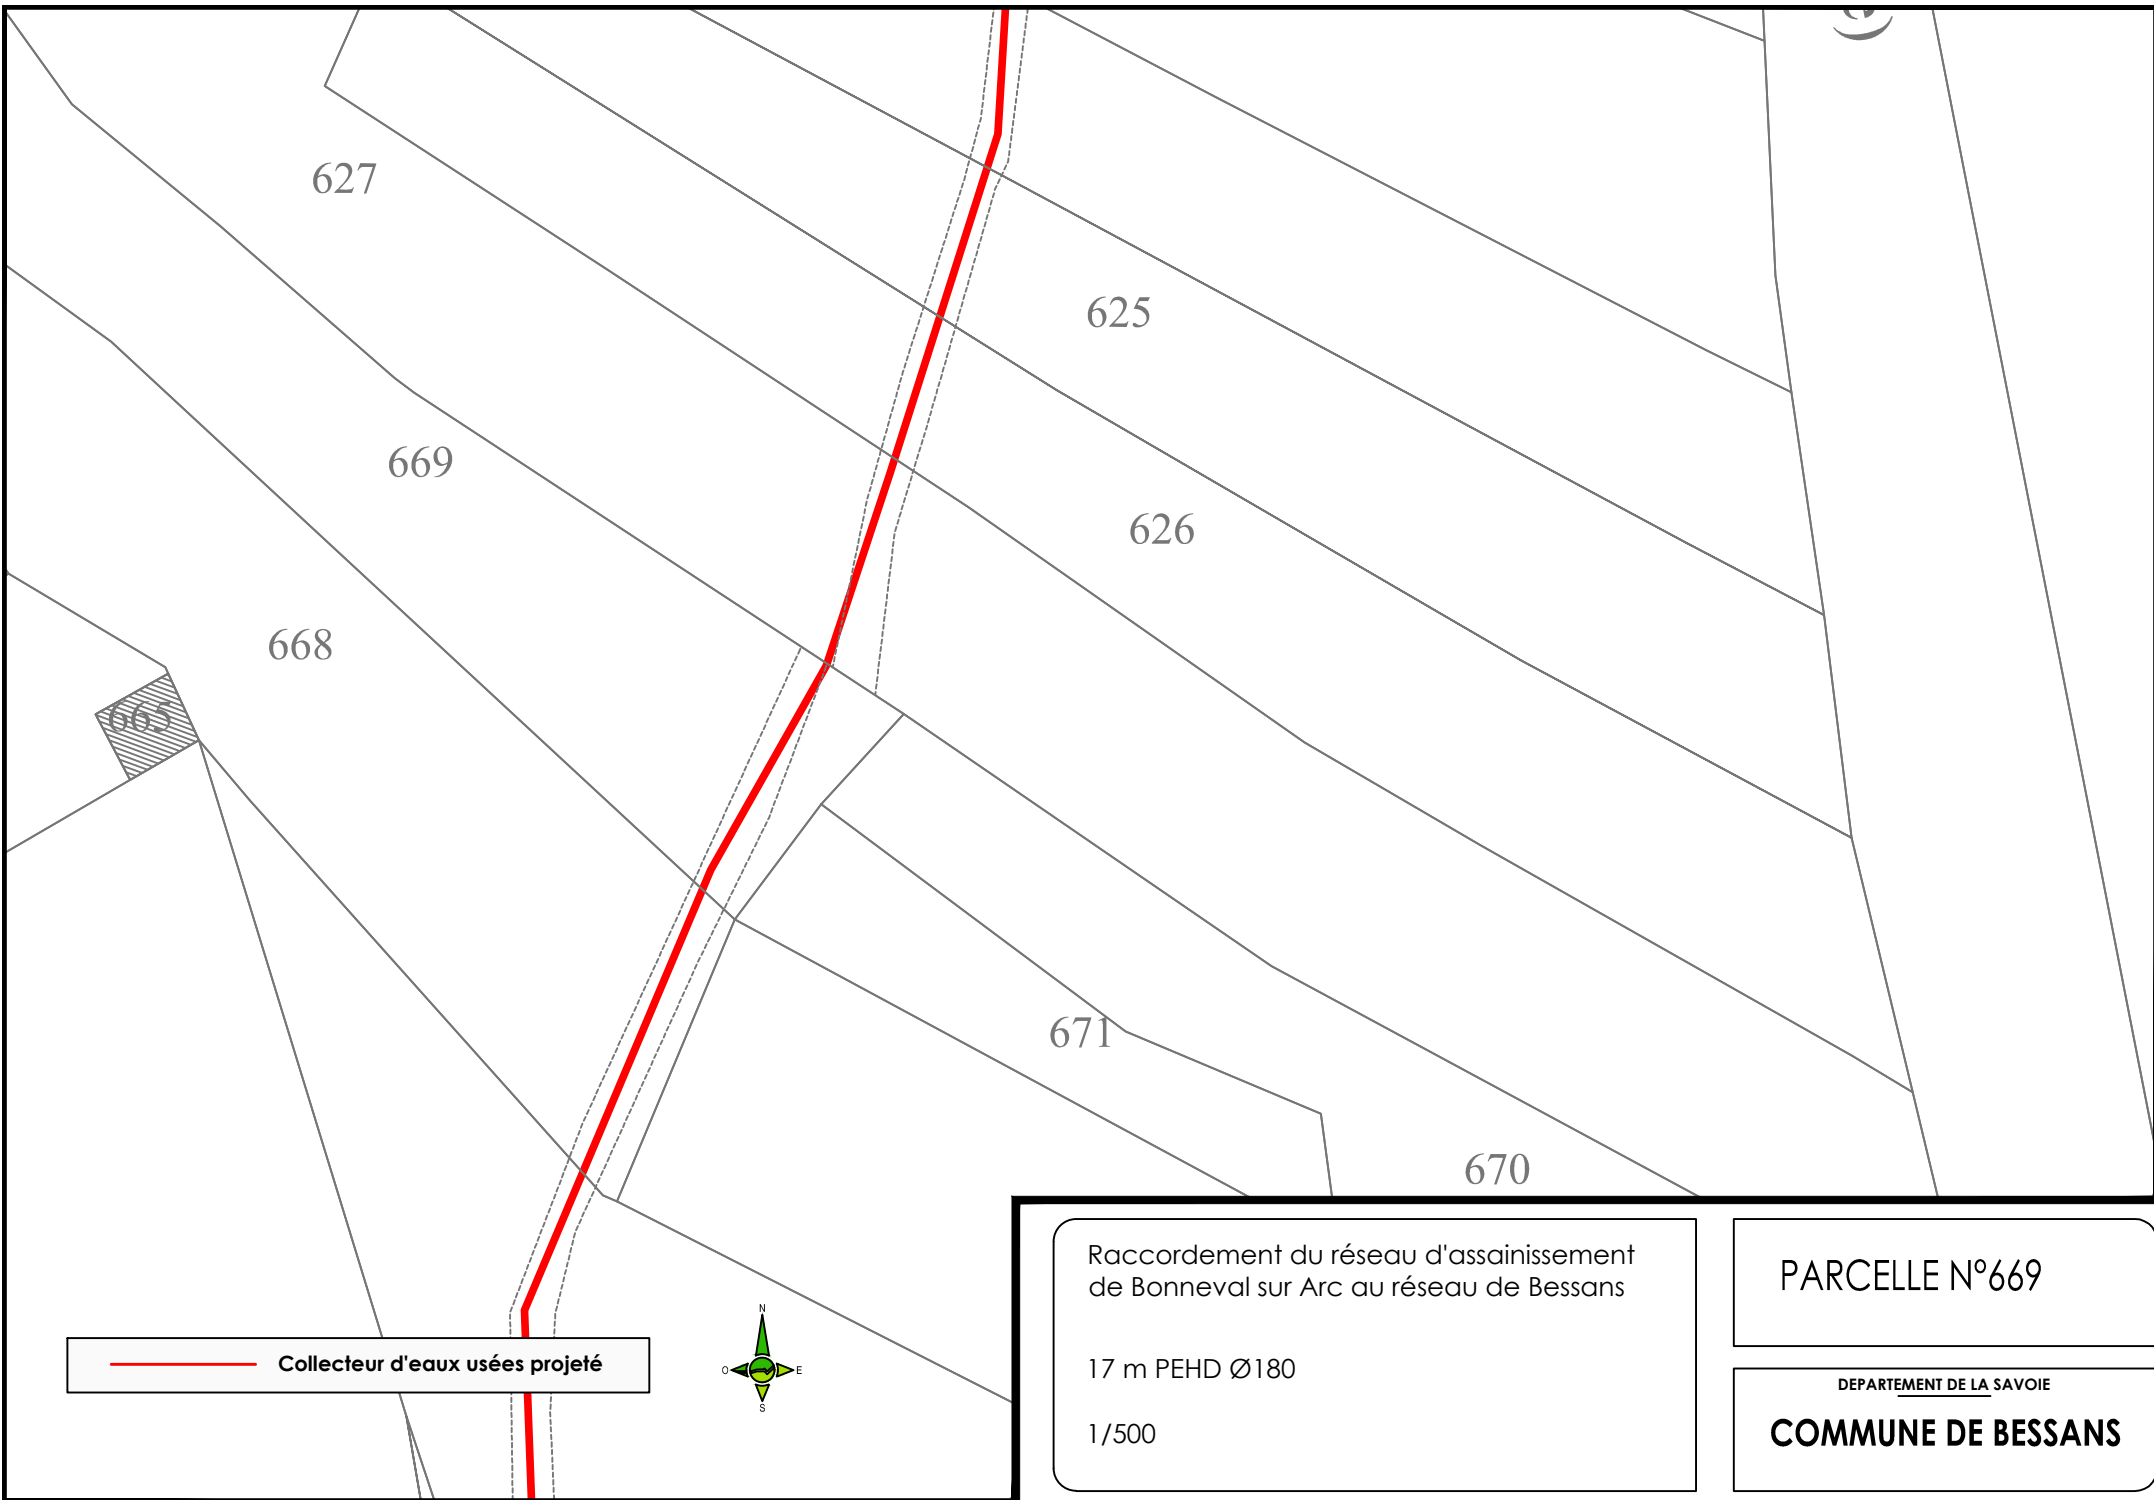 627
625
669
626
668
665
671
670
Collecteur d'eaux usées projeté
N
O
E
S
Raccordement du réseau d'assainissement
de Bonneval sur Arc au réseau de Bessans
17 m PEHD Ø180
1/500
PARCELLE N°669
DEPARTEMENT DE LA SAVOIE
COMMUNE DE BESSANS